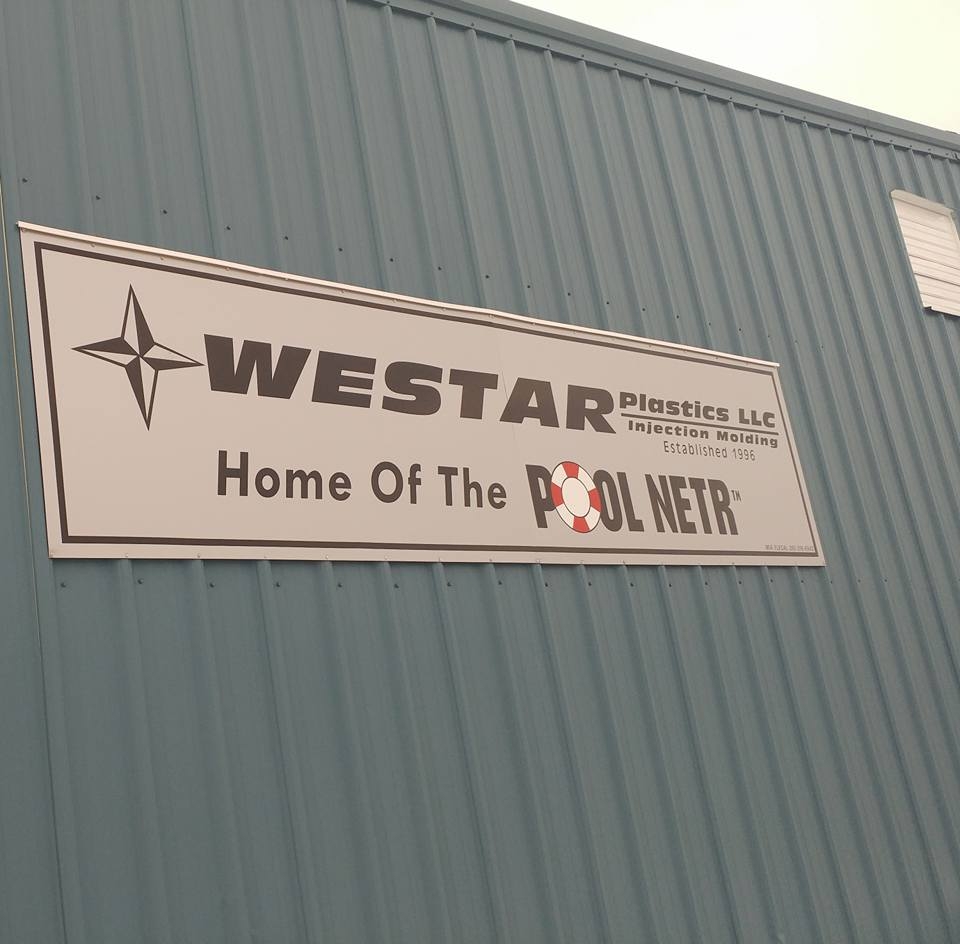 WESTAR Plastics LLC
Injection Molding
Established 1996
Home Of The POOL NETR™